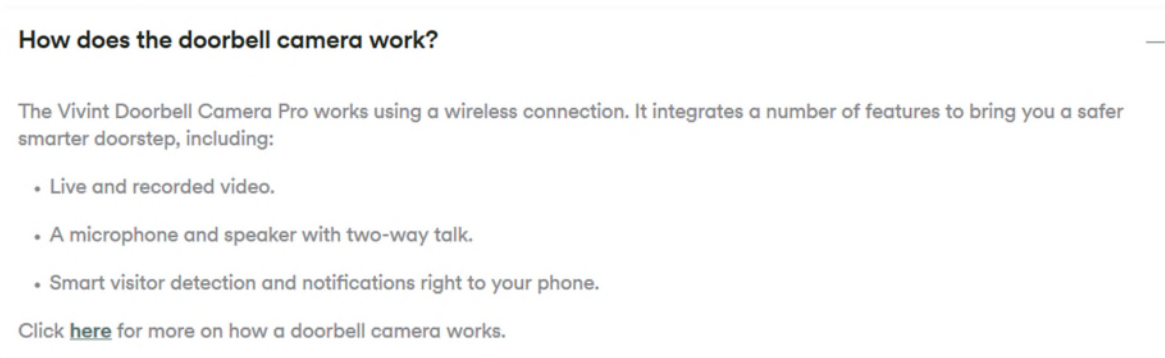 How does the doorbell camera work?
The Vivint Doorbell Camera Pro works using a wireless connection. It integrates a number of features to bring you a safer
smarter doorstep, including:
• Live and recorded video.
• A microphone and speaker with two-way talk.
• Smart visitor detection and notifications right to your phone.
Click here for more on how a doorbell camera works.